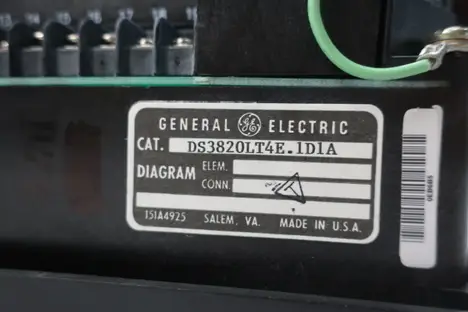 GENERAL GE ELECTRIC
CAT. DS3820LT4E.1D1A
DIAGRAM ELEM.
CONN.
151A4925 SALEM, VA. MADE IN U.S.A.